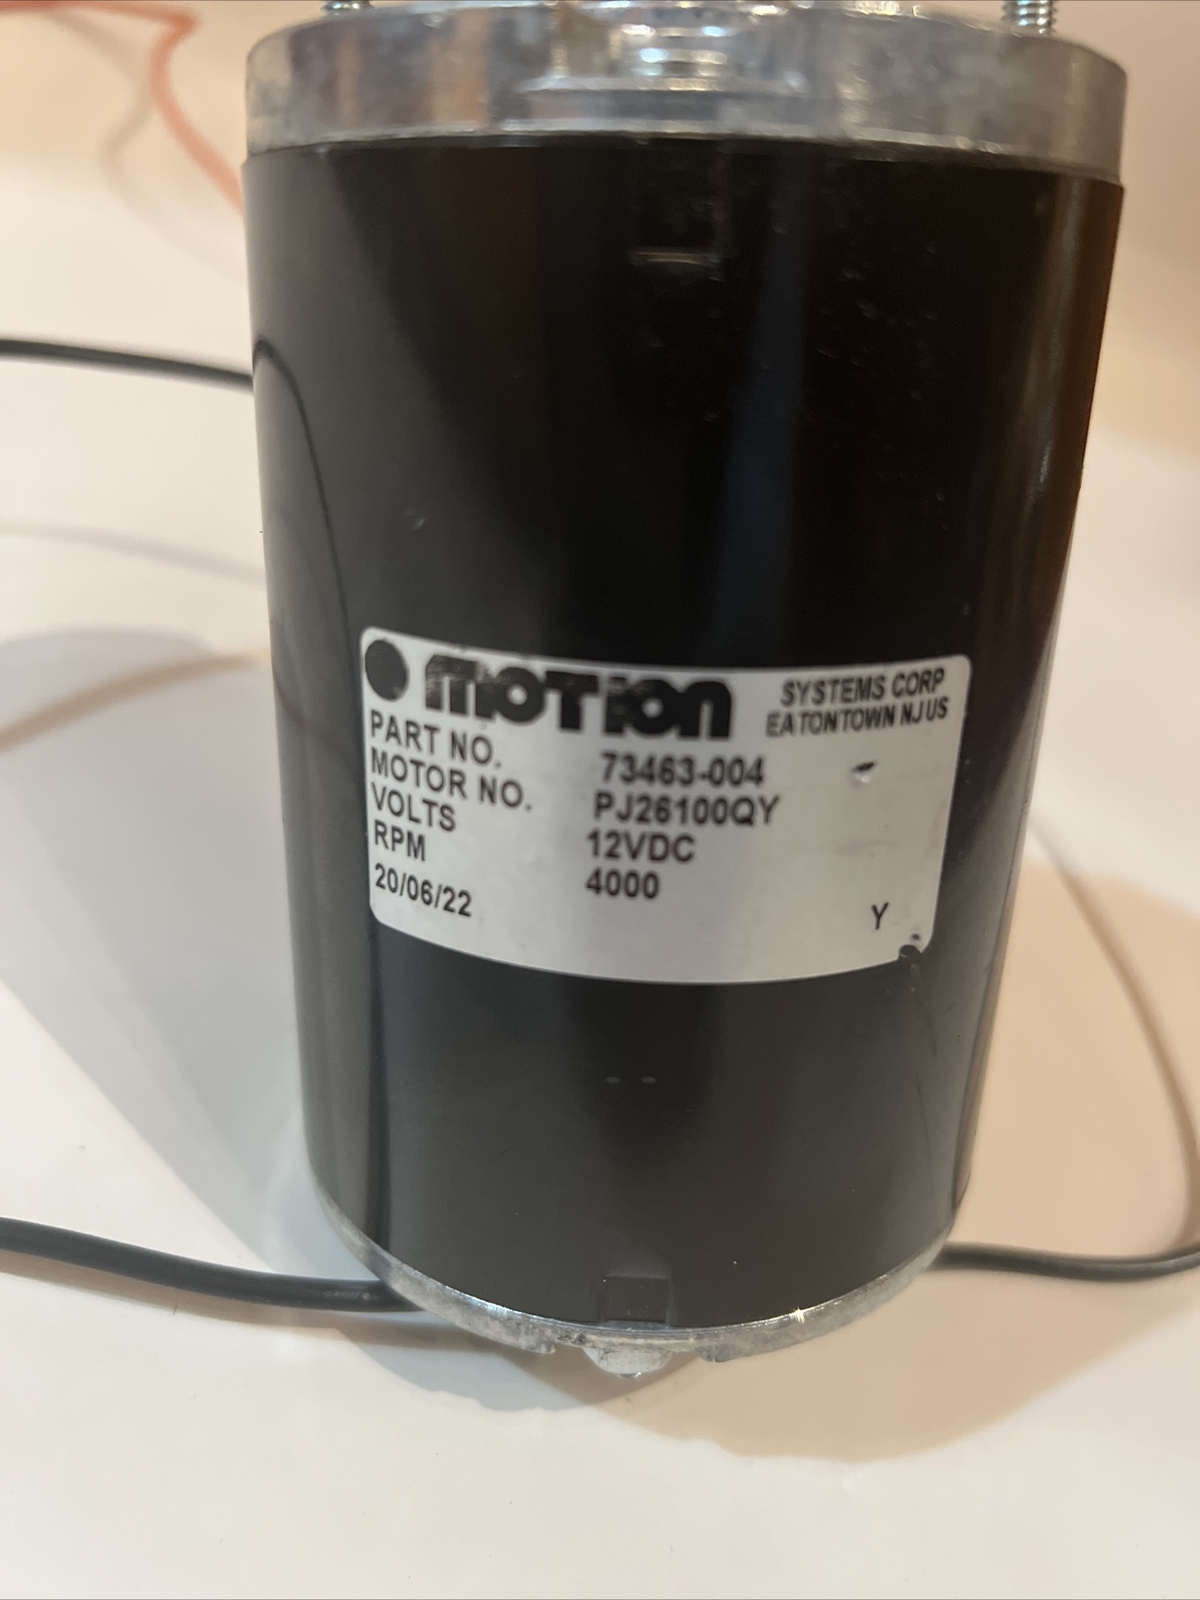 MOTION SYSTEMS CORP
EATONTOWN NJ US
PART NO. 73463-004
MOTOR NO. PJ26100QY
VOLTS 12VDC
RPM 4000
20/06/22 Y